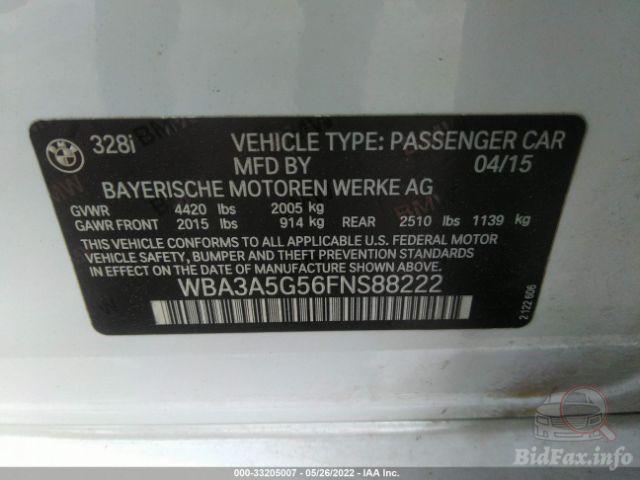 328i VEHICLE TYPE: PASSENGER CAR
MFD BY 04/15
BAYERISCHE MOTOREN WERKE AG
GVWR 4420 lbs 2005 kg
GAWR FRONT 2015 lbs 914 kg REAR 2510 lbs 1139 kg
THIS VEHICLE CONFORMS TO ALL APPLICABLE U.S. FEDERAL MOTOR
VEHICLE SAFETY, BUMPER AND THEFT PREVENTION STANDARDS
IN EFFECT ON THE DATE OF MANUFACTURE SHOWN ABOVE.
WBA3A5G56FNS88222
2 122 606
BidFax.info
000-33205007 - 05/26/2022 - IAA Inc.